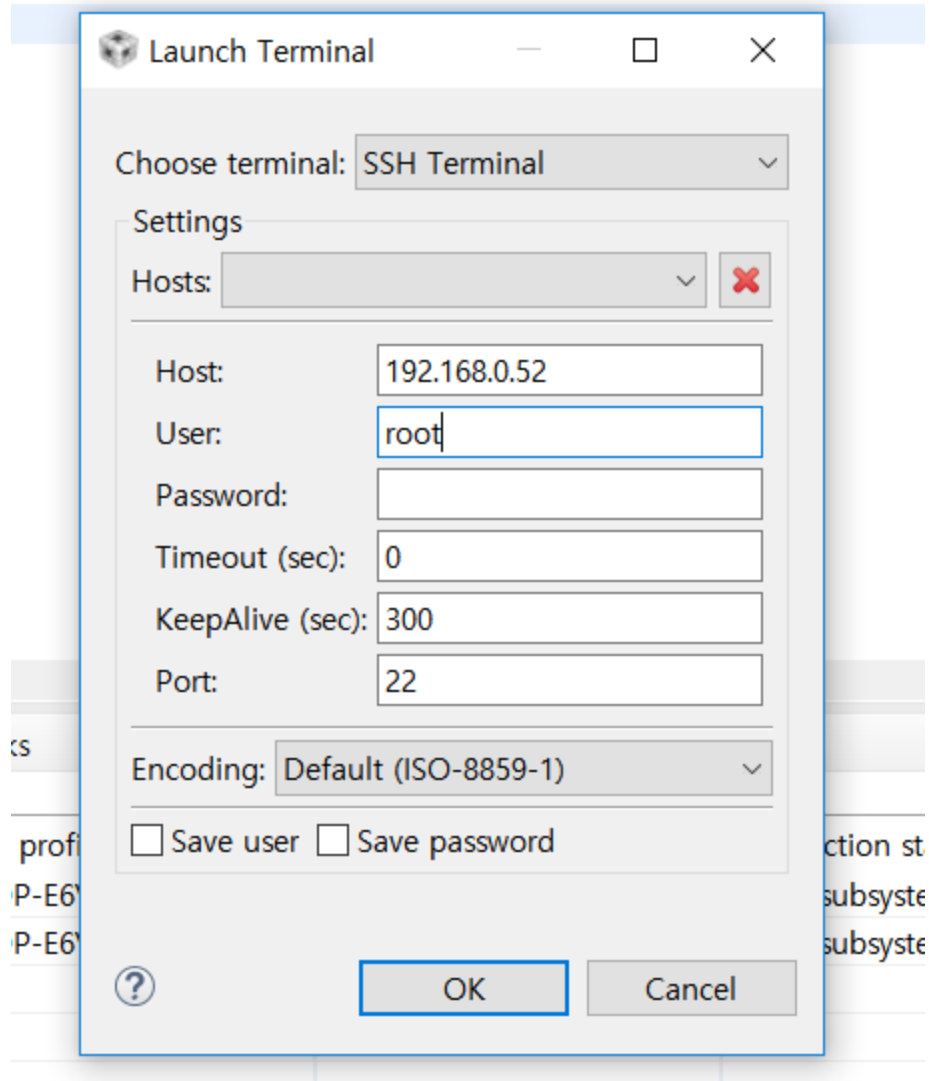 Launch Terminal
Choose terminal: SSH Terminal
Settings
Hosts:
Host: 192.168.0.52
User: root
Password:
Timeout (sec): 0
KeepAlive (sec): 300
Port: 22
Encoding: Default (ISO-8859-1)
Save user Save password
OK Cancel